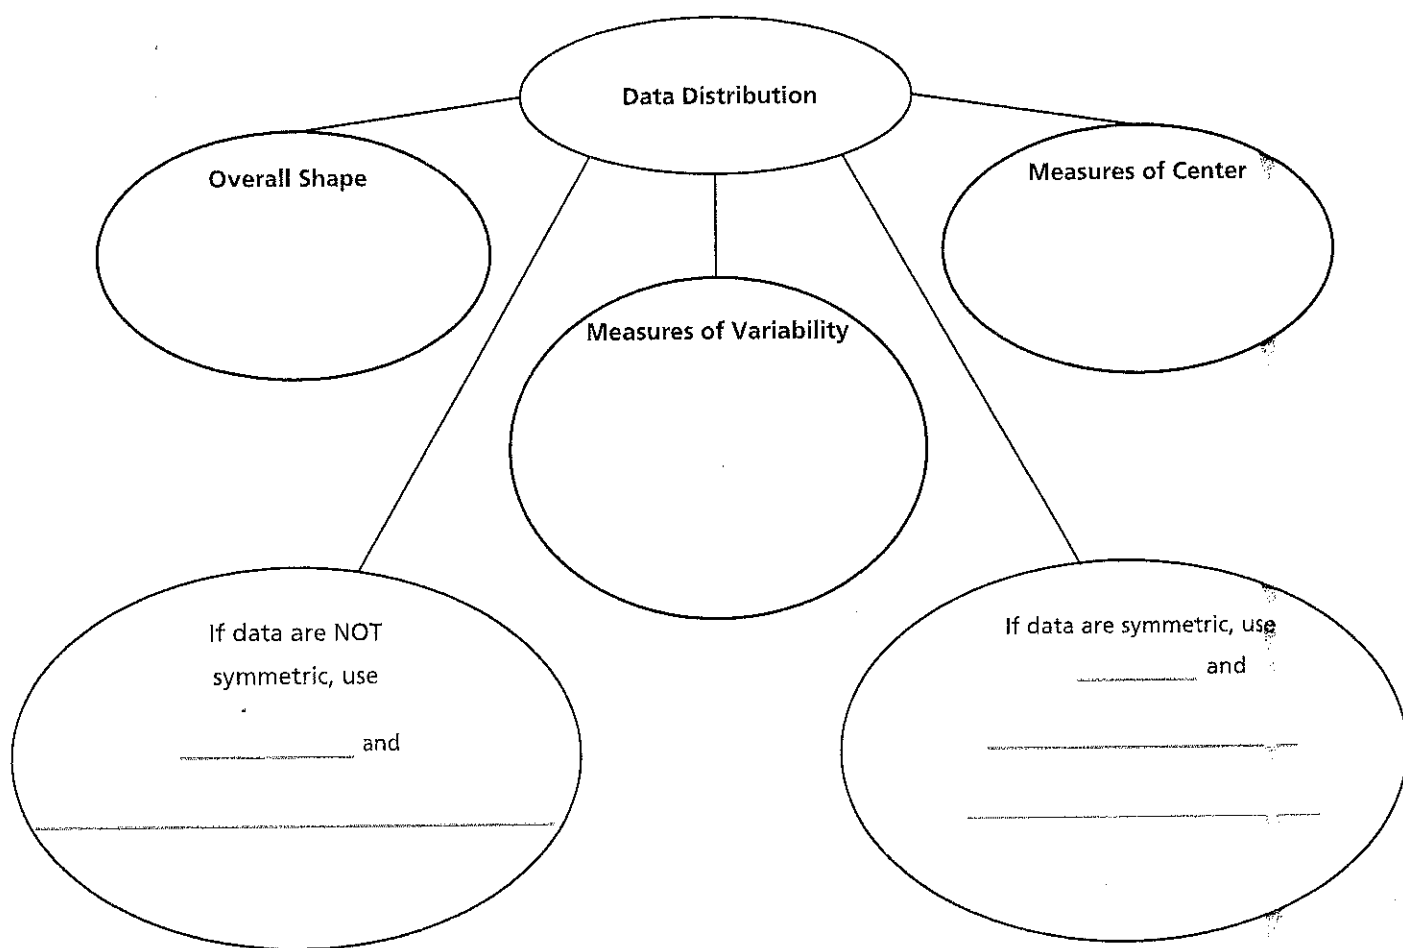 Data Distribution
Overall Shape
Measures of Center
Measures of Variability
If data are NOT
symmetric, use
and
If data are symmetric, use
and